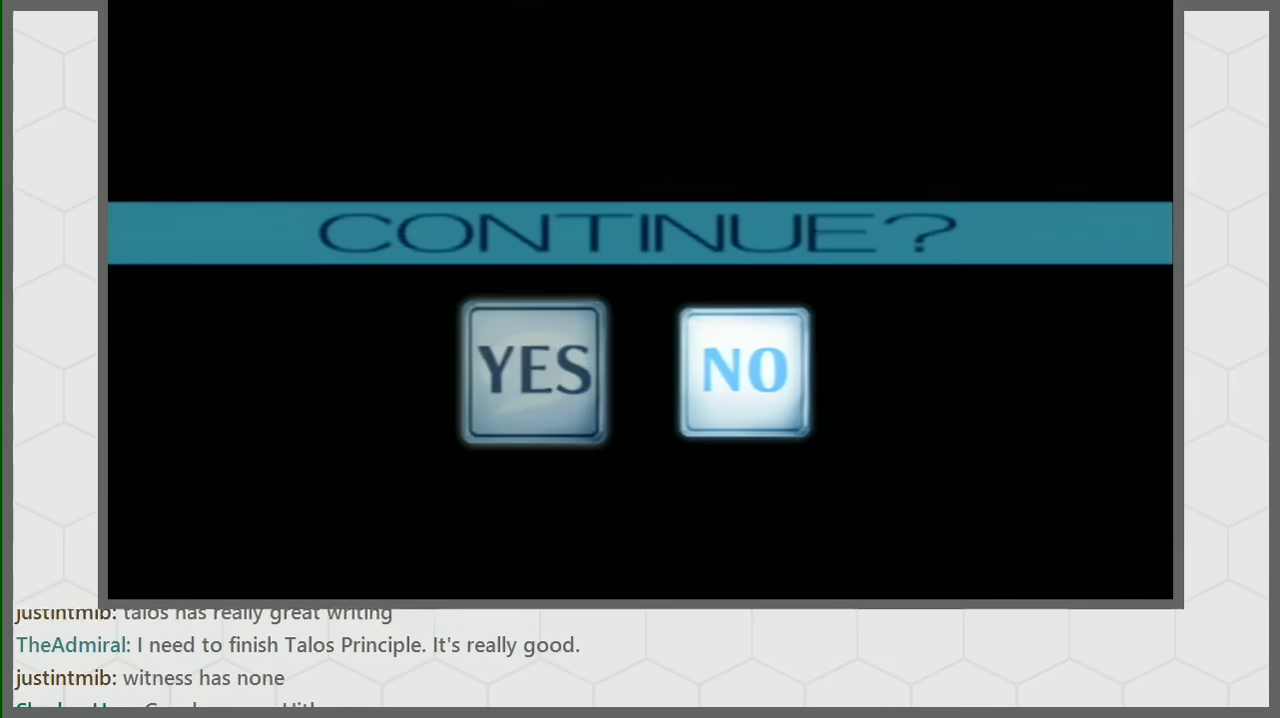 CONTINUE?
YES NO
justintmib: talos has really great writing
TheAdmiral: I need to finish Talos Principle. It's really good.
justintmib: witness has none